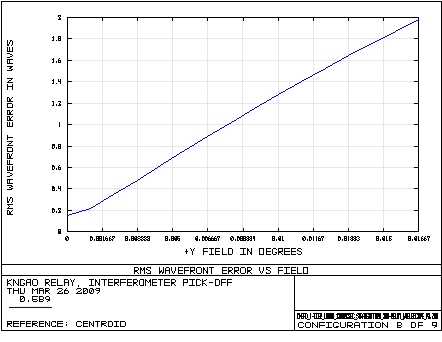 2
1.8
1.6
1.4
1.2
1
0.8
0.6
0.4
0.2
0
RMS WAVEFRONT ERROR IN WAVES
0 0.001667 0.003333 0.005 0.006667 0.008333 0.01 0.01167 0.01333 0.015 0.01667
+Y FIELD IN DEGREES
RMS WAVEFRONT ERROR VS FIELD
KNGAO RELAY, INTERFEROMETER PICK-OFF
THU MAR 26 2009
0.589
REFERENCE: CENTROID
CONFIGURATION 8 OF 9